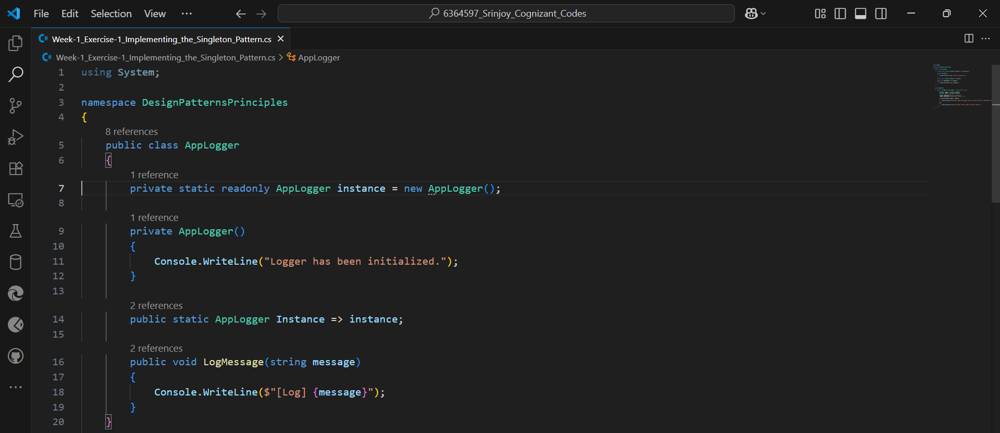 File Edit Selection View ··· 6364597_Srinjoy_Cognizant_Codes
C# Week-1_Exercise-1_Implementing_the_Singleton_Pattern.cs
C# Week-1_Exercise-1_Implementing_the_Singleton_Pattern.cs > AppLogger
1 using System;
2
3 namespace DesignPatternsPrinciples
4 {
8 references
5 public class AppLogger
6 {
1 reference
7 private static readonly AppLogger instance = new AppLogger();
8
1 reference
9 private AppLogger()
10 {
11 Console.WriteLine("Logger has been initialized.");
12 }
13
2 references
14 public static AppLogger Instance => instance;
15
2 references
16 public void LogMessage(string message)
17 {
18 Console.WriteLine($"[Log] {message}");
19 }
20 }